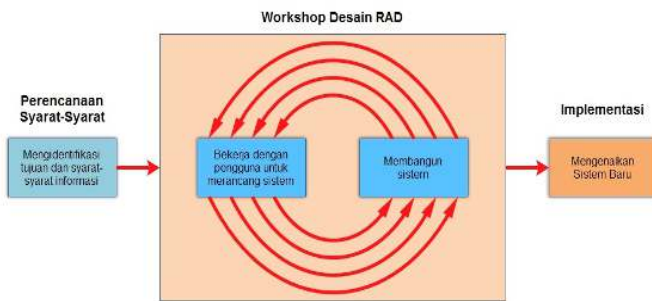 Workshop Desain RAD
Perencanaan
Syarat-Syarat
Mengidentifikasi
tujuan dan syarat-
syarat informasi
Bekerja dengan
pengguna untuk
merancang sistem
Membangun
sistem
Implementasi
Mengenalkan
Sistem Baru